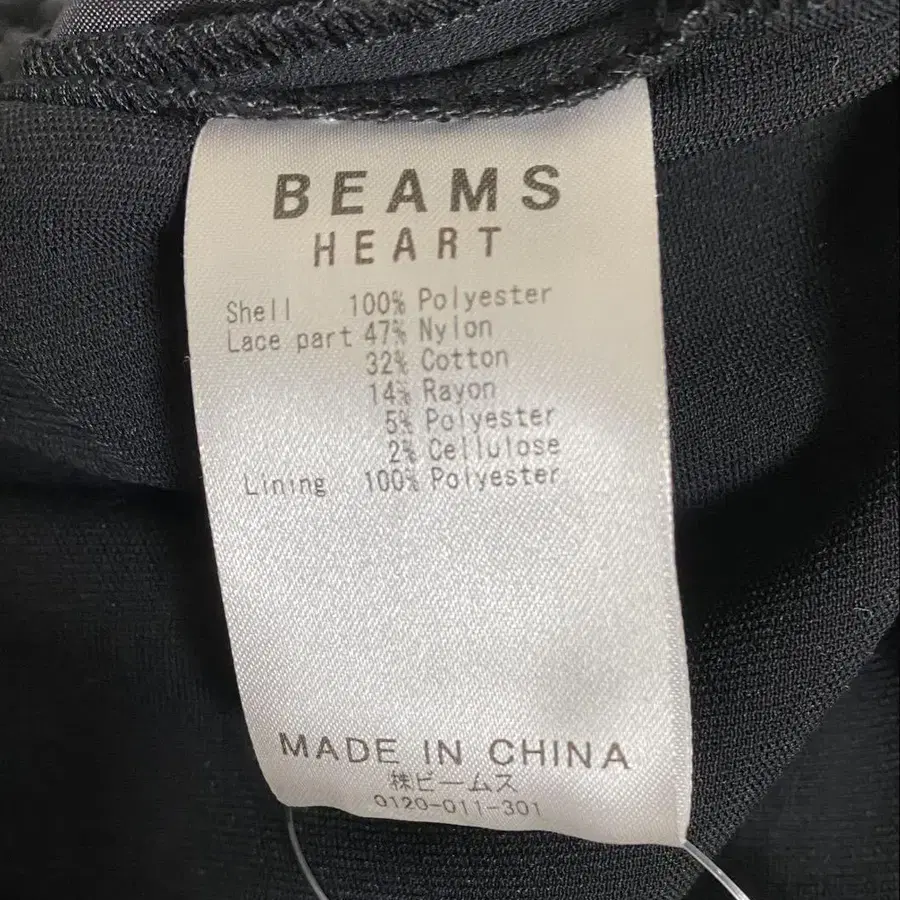 BEAMS
HEART
Shell 100% Polyester
Lace part 47% Nylon
32% Cotton
14% Rayon
5% Polyester
2% Cellulose
Lining 100% Polyester
MADE IN CHINA
㈱ビームス
0120-011-301